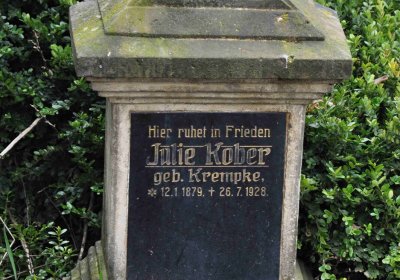 Hier ruhet in Frieden
Julie Kober
geb. Krempke,
* 12.1.1879. + 26.7.1928.